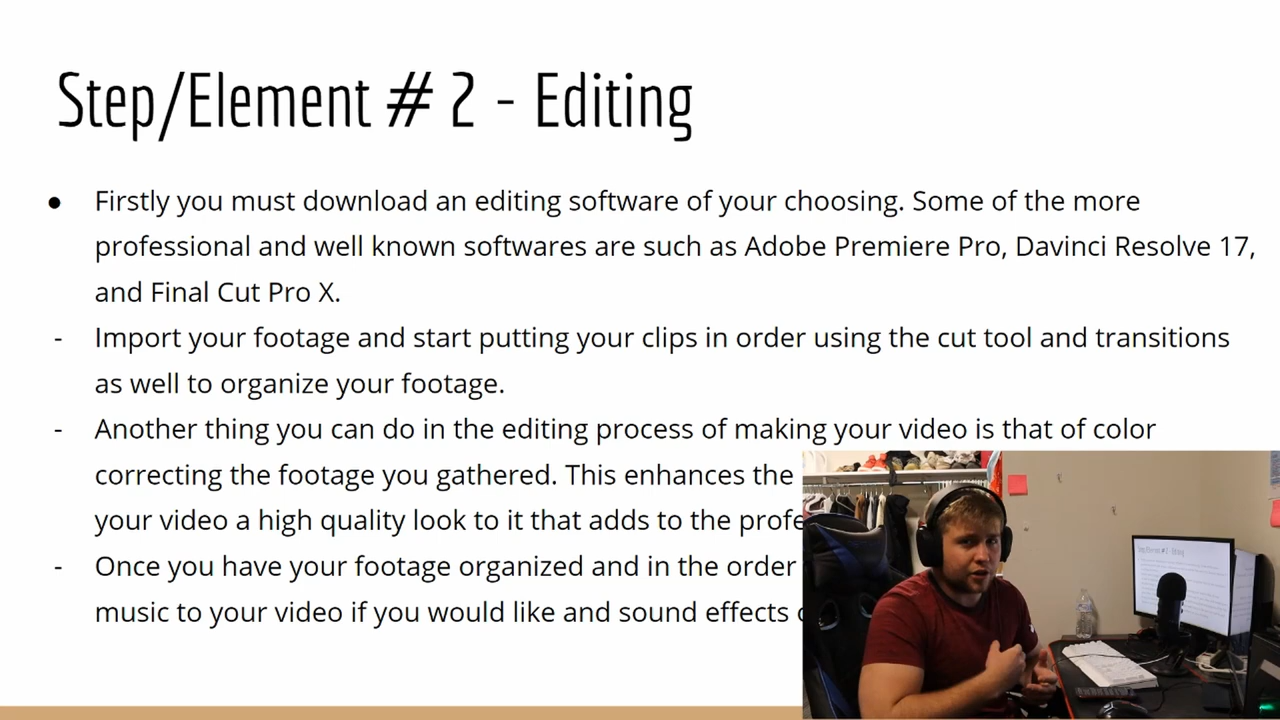 Step/Element # 2 - Editing
● Firstly you must download an editing software of your choosing. Some of the more
professional and well known softwares are such as Adobe Premiere Pro, Davinci Resolve 17,
and Final Cut Pro X.
- Import your footage and start putting your clips in order using the cut tool and transitions
as well to organize your footage.
- Another thing you can do in the editing process of making your video is that of color
correcting the footage you gathered. This enhances the
your video a high quality look to it that adds to the profe
- Once you have your footage organized and in the order
music to your video if you would like and sound effects
Step/Element # 2 - Editing